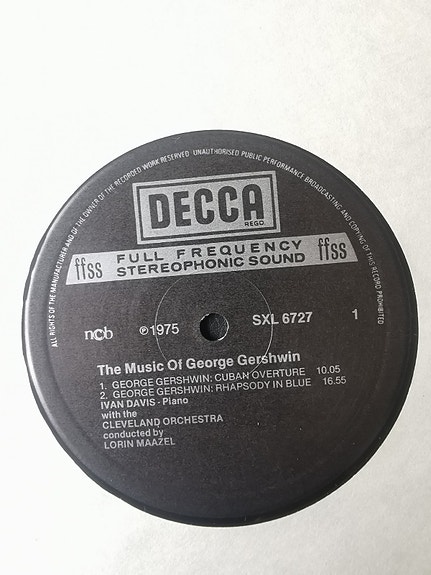 ALL RIGHTS OF THE MANUFACTURER AND OF THE OWNER OF THE RECORDED WORK RESERVED UNAUTHORISED PUBLIC PERFORMANCE BROADCASTING AND COPYING OF THIS RECORD PROHIBITED
DECCA
REGD.
ffss FULL FREQUENCY STEREOPHONIC SOUND ffss
ncb ℗1975 SXL 6727 1
The Music Of George Gershwin
1. GEORGE GERSHWIN; CUBAN OVERTURE 10.05
2. GEORGE GERSHWIN; RHAPSODY IN BLUE 16.55
IVAN DAVIS - Piano
with the
CLEVELAND ORCHESTRA
conducted by
LORIN MAAZEL